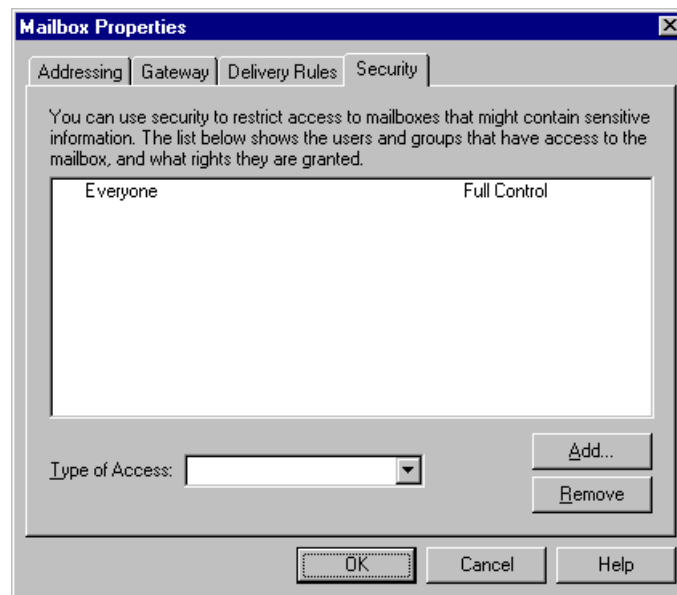 Mailbox Properties
Addressing Gateway Delivery Rules Security
You can use security to restrict access to mailboxes that might contain sensitive
information. The list below shows the users and groups that have access to the
mailbox, and what rights they are granted.
Everyone Full Control
Add...
Type of Access:
Remove
OK Cancel Help